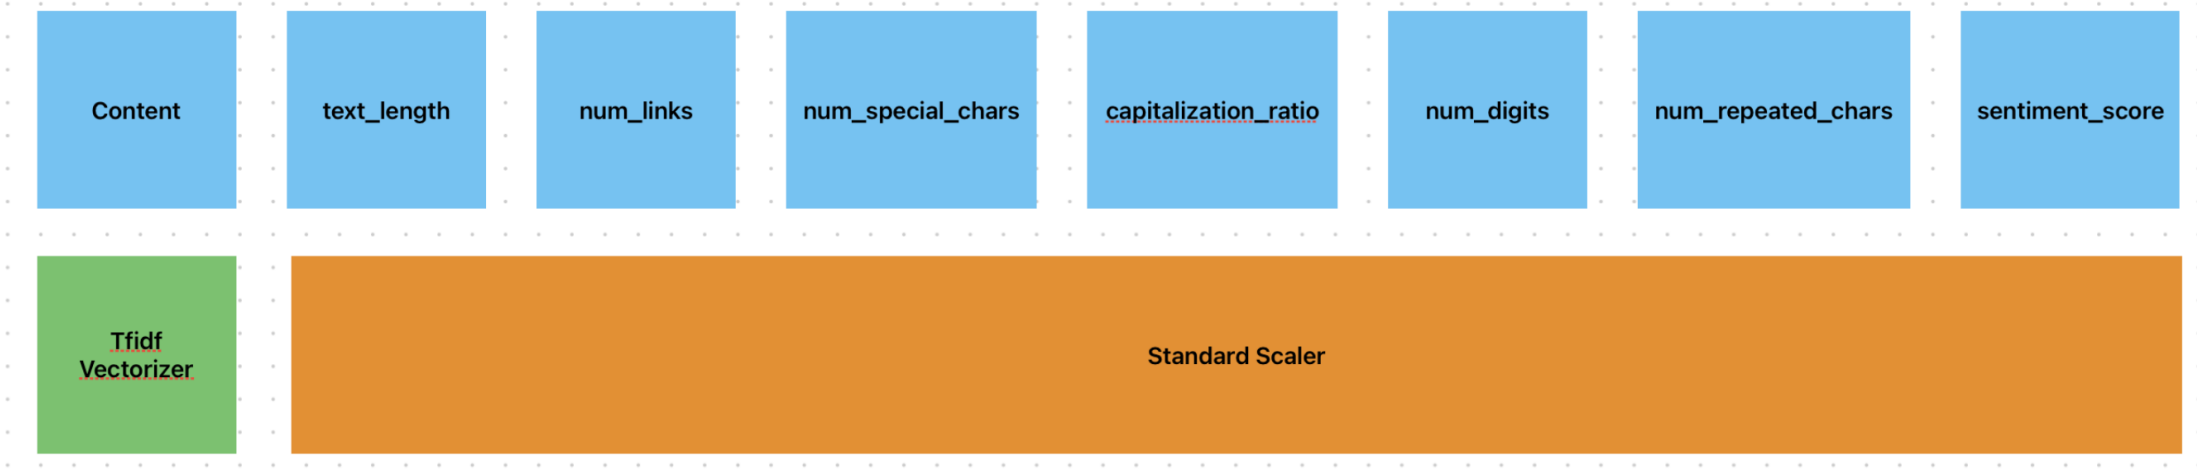 Content
text_length
num_links
num_special_chars
capitalization_ratio
num_digits
num_repeated_chars
sentiment_score
Tfidf
Vectorizer
Standard Scaler